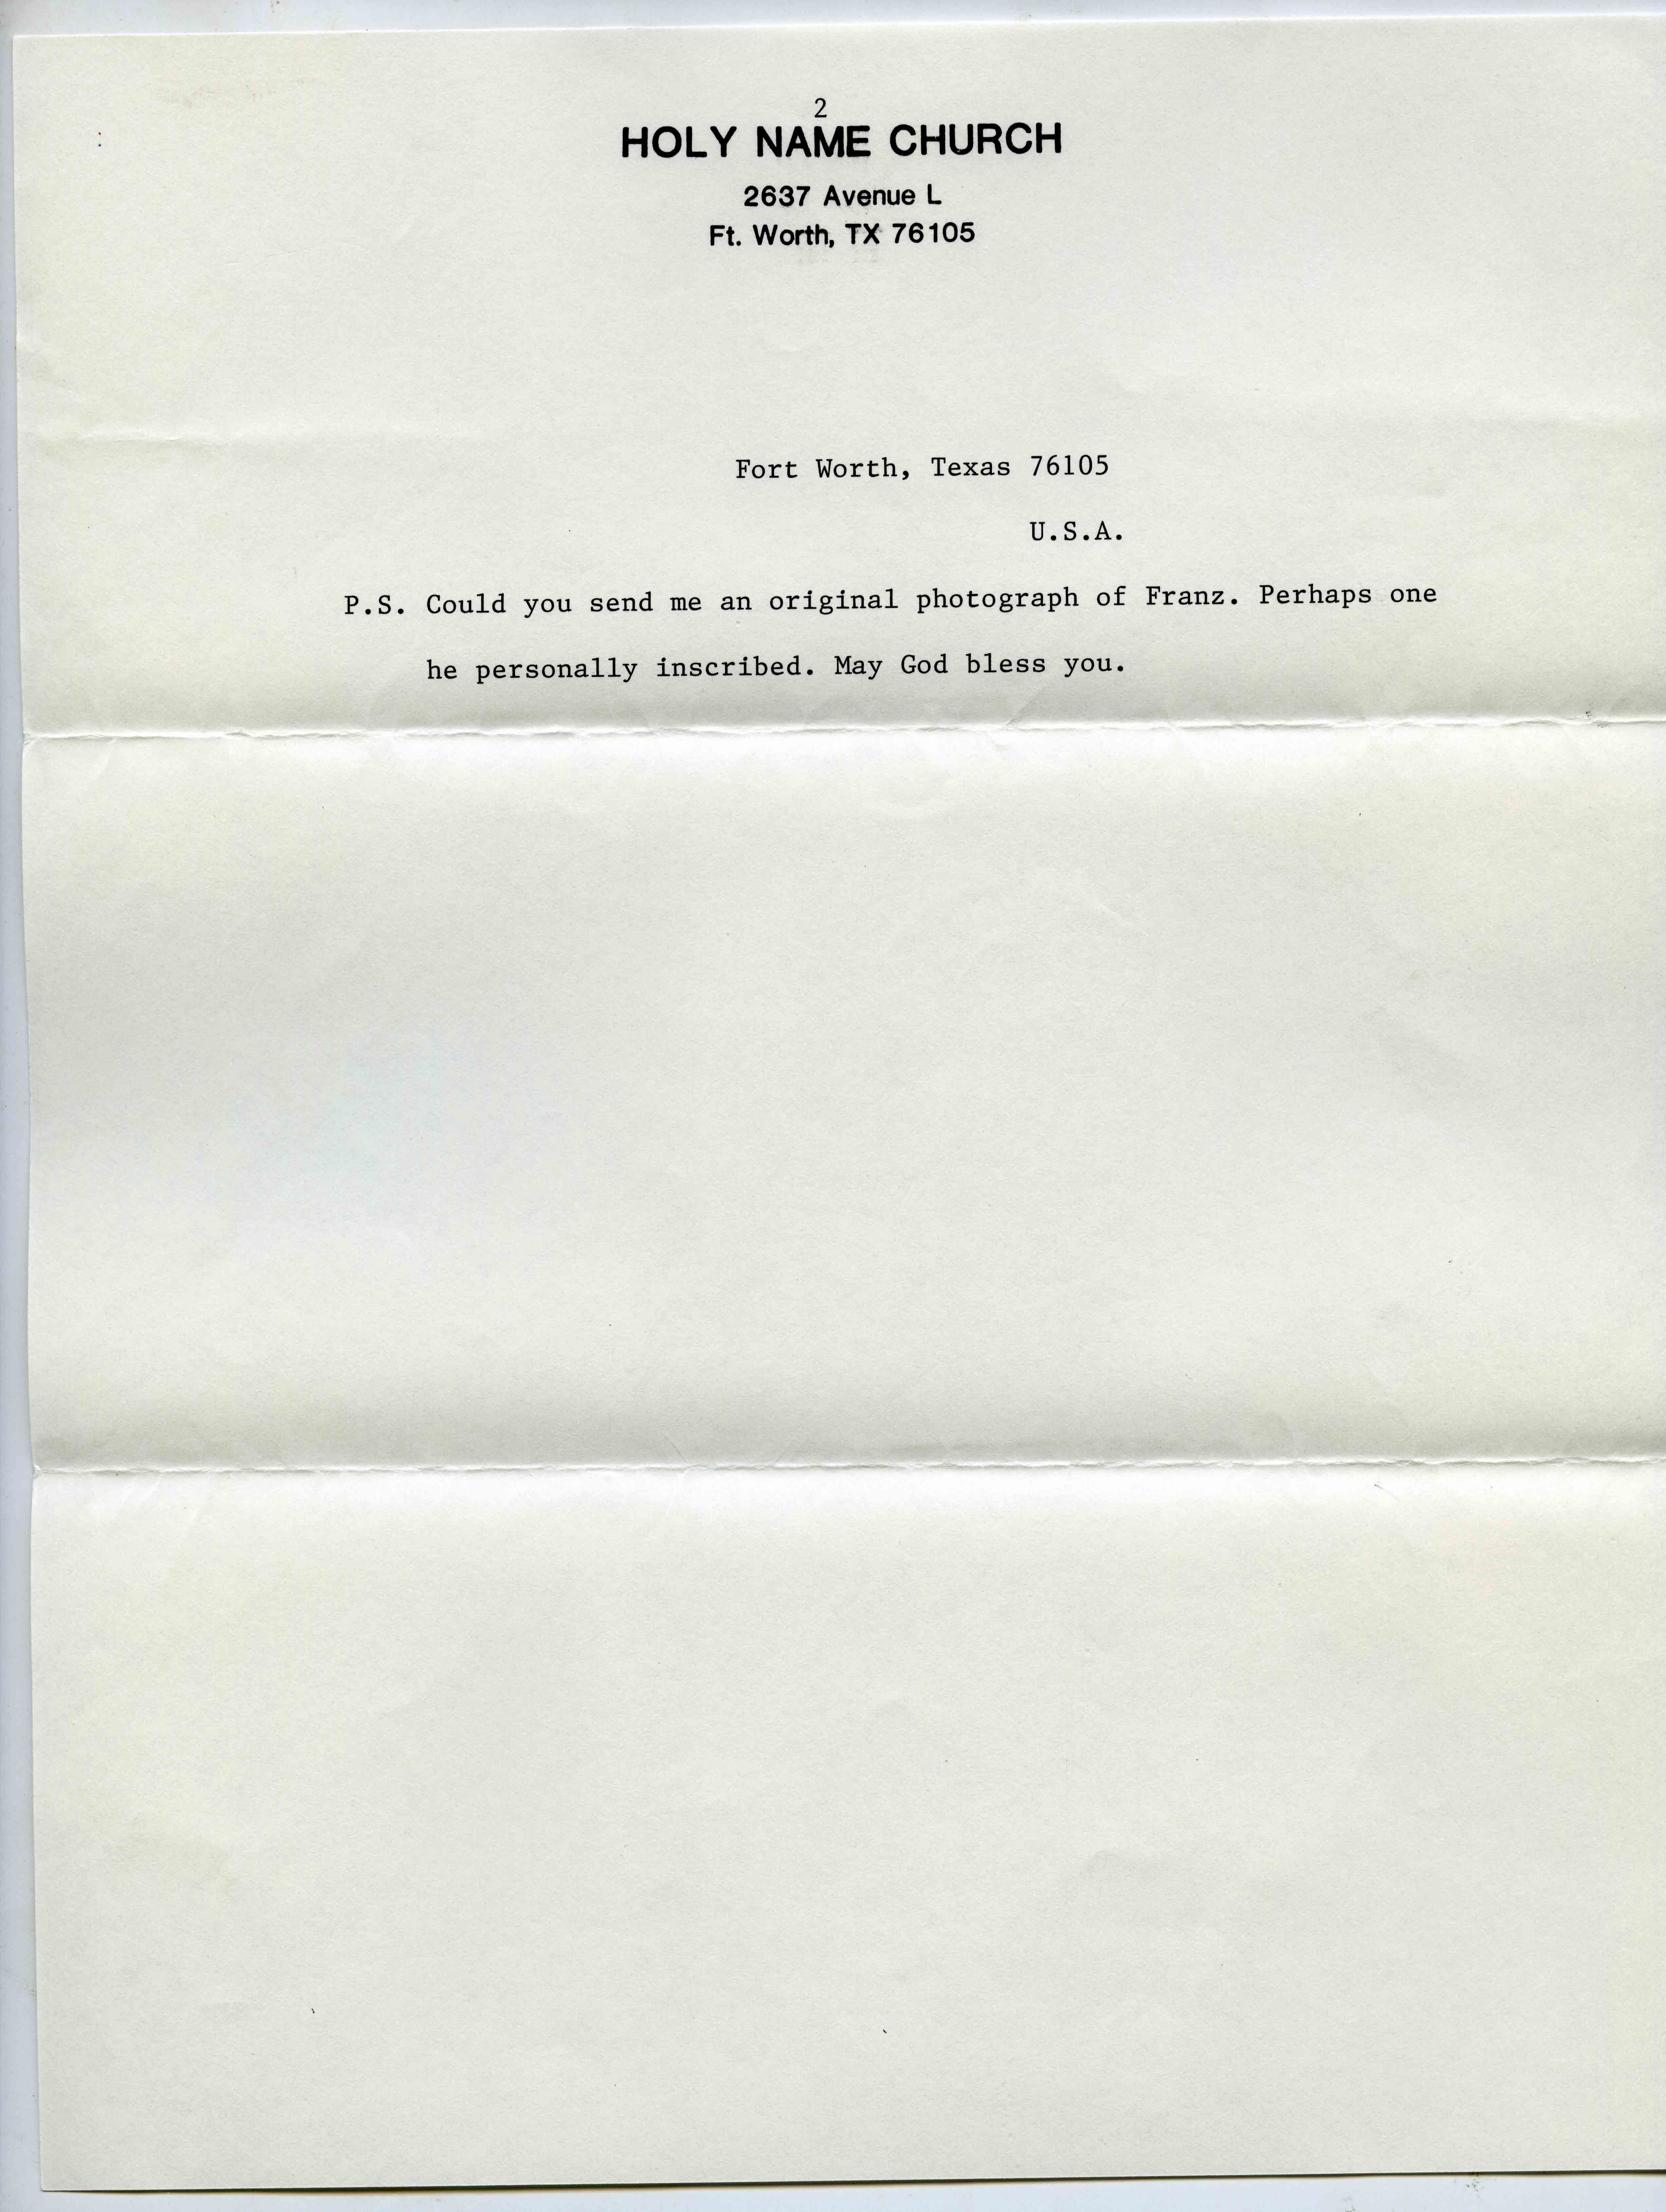 2
HOLY NAME CHURCH
2637 Avenue L
Ft. Worth, TX 76105
Fort Worth, Texas 76105
U.S.A.
P.S. Could you send me an original photograph of Franz. Perhaps one
he personally inscribed. May God bless you.